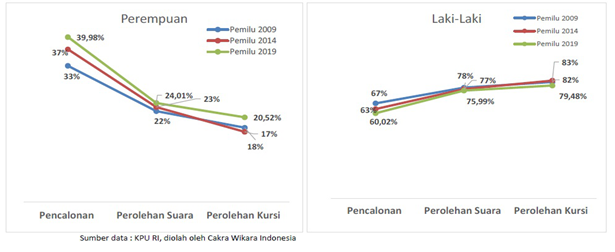 Perempuan
Pemilu 2009
Pemilu 2014
Pemilu 2019
39,98%
37%
33%
24,01%
23%
22%
20,52%
17%
18%
Pencalonan Perolehan Suara Perolehan Kursi
Laki-Laki
Pemilu 2009
Pemilu 2014
Pemilu 2019
83%
78%
77%
82%
67%
63%
60,02%
75,99%
79,48%
Pencalonan Perolehan Suara Perolehan Kursi
Sumber data : KPU RI, diolah oleh Cakra Wikara Indonesia